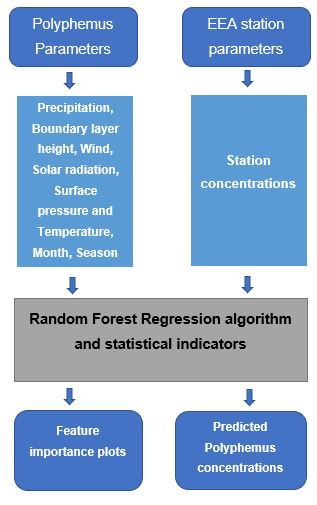 Polyphemus
Parameters
EEA station
parameters
Precipitation,
Boundary layer
height, Wind,
Solar radiation,
Surface
pressure and
Temperature,
Month, Season
Station
concentrations
Random Forest Regression algorithm
and statistical indicators
Feature
importance plots
Predicted
Polyphemus
concentrations